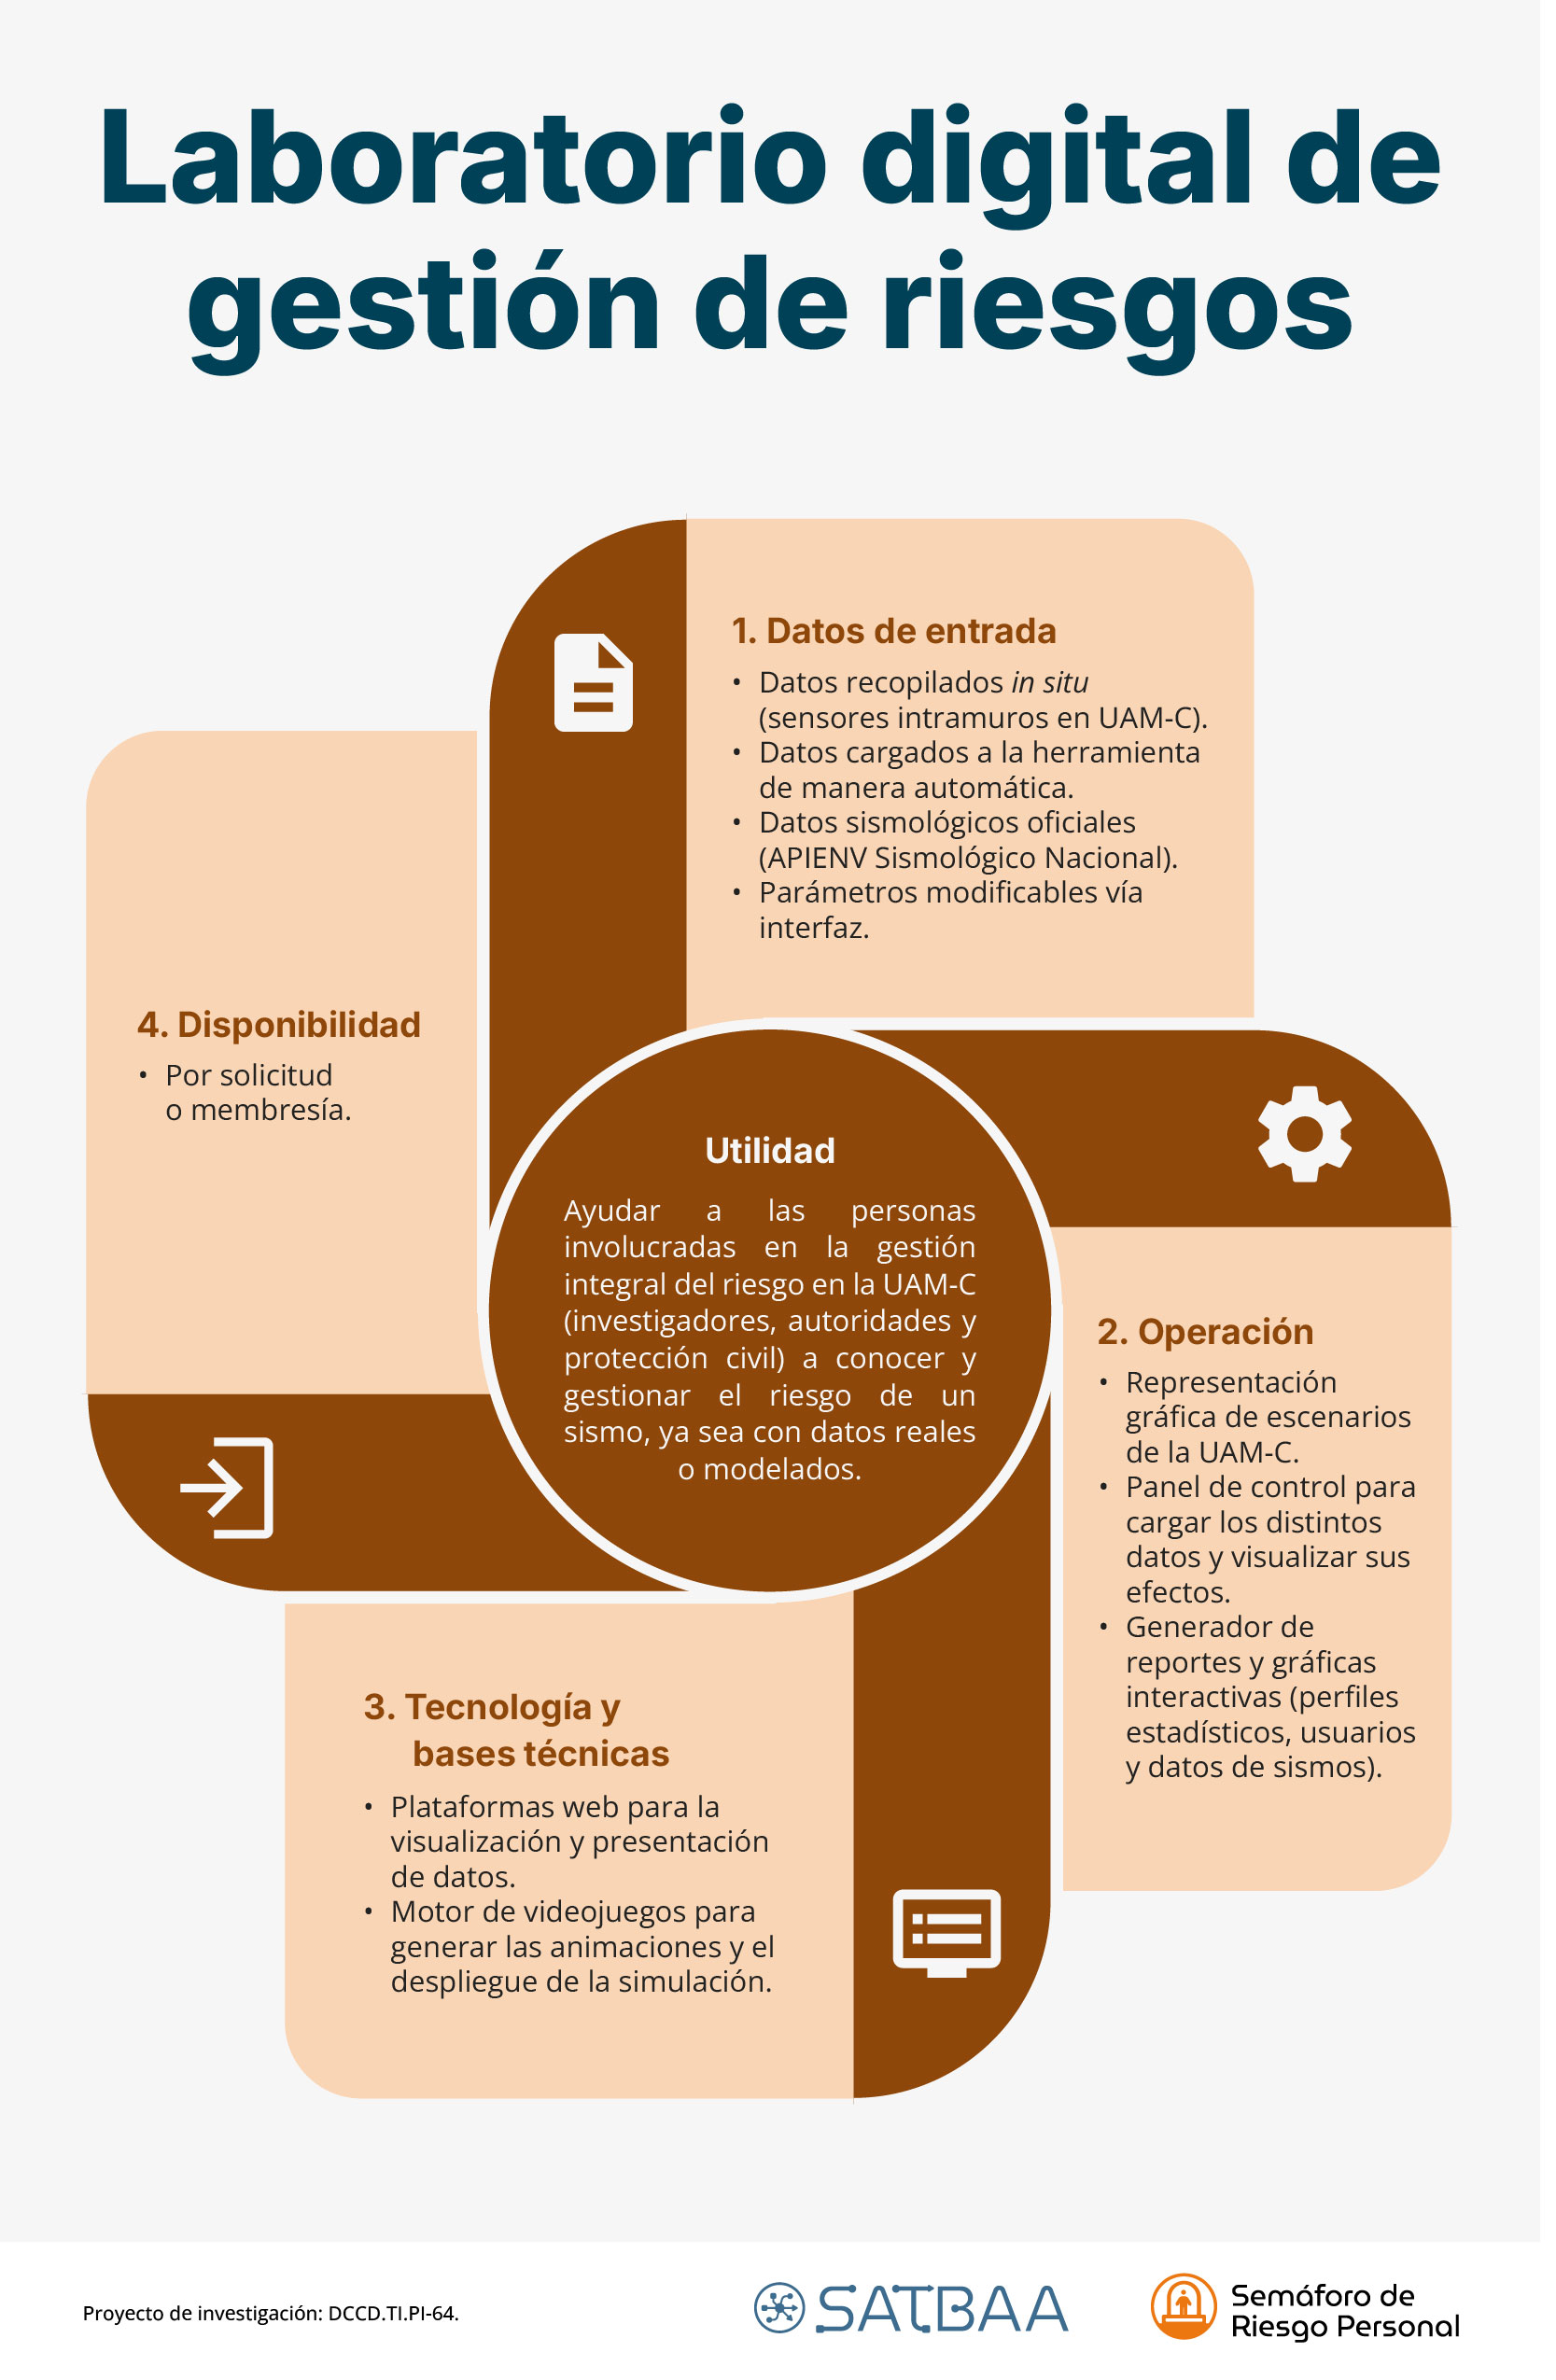 Laboratorio digital de
gestión de riesgos
1. Datos de entrada
• Datos recopilados in situ
(sensores intramuros en UAM-C).
• Datos cargados a la herramienta
de manera automática.
• Datos sismológicos oficiales
(APIENV Sismológico Nacional).
• Parámetros modificables vía
interfaz.
2. Operación
• Representación
gráfica de escenarios
de la UAM-C.
• Panel de control para
cargar los distintos
datos y visualizar sus
efectos.
• Generador de
reportes y gráficas
interactivas (perfiles
estadísticos, usuarios
y datos de sismos).
3. Tecnología y
bases técnicas
• Plataformas web para la
visualización y presentación
de datos.
• Motor de videojuegos para
generar las animaciones y el
despliegue de la simulación.
4. Disponibilidad
• Por solicitud
o membresía.
Utilidad
Ayudar a las personas
involucradas en la gestión
integral del riesgo en la UAM-C
(investigadores, autoridades y
protección civil) a conocer y
gestionar el riesgo de un
sismo, ya sea con datos reales
o modelados.
Proyecto de investigación: DCCD.TI.PI-64.
SATBAA
Semáforo de
Riesgo Personal